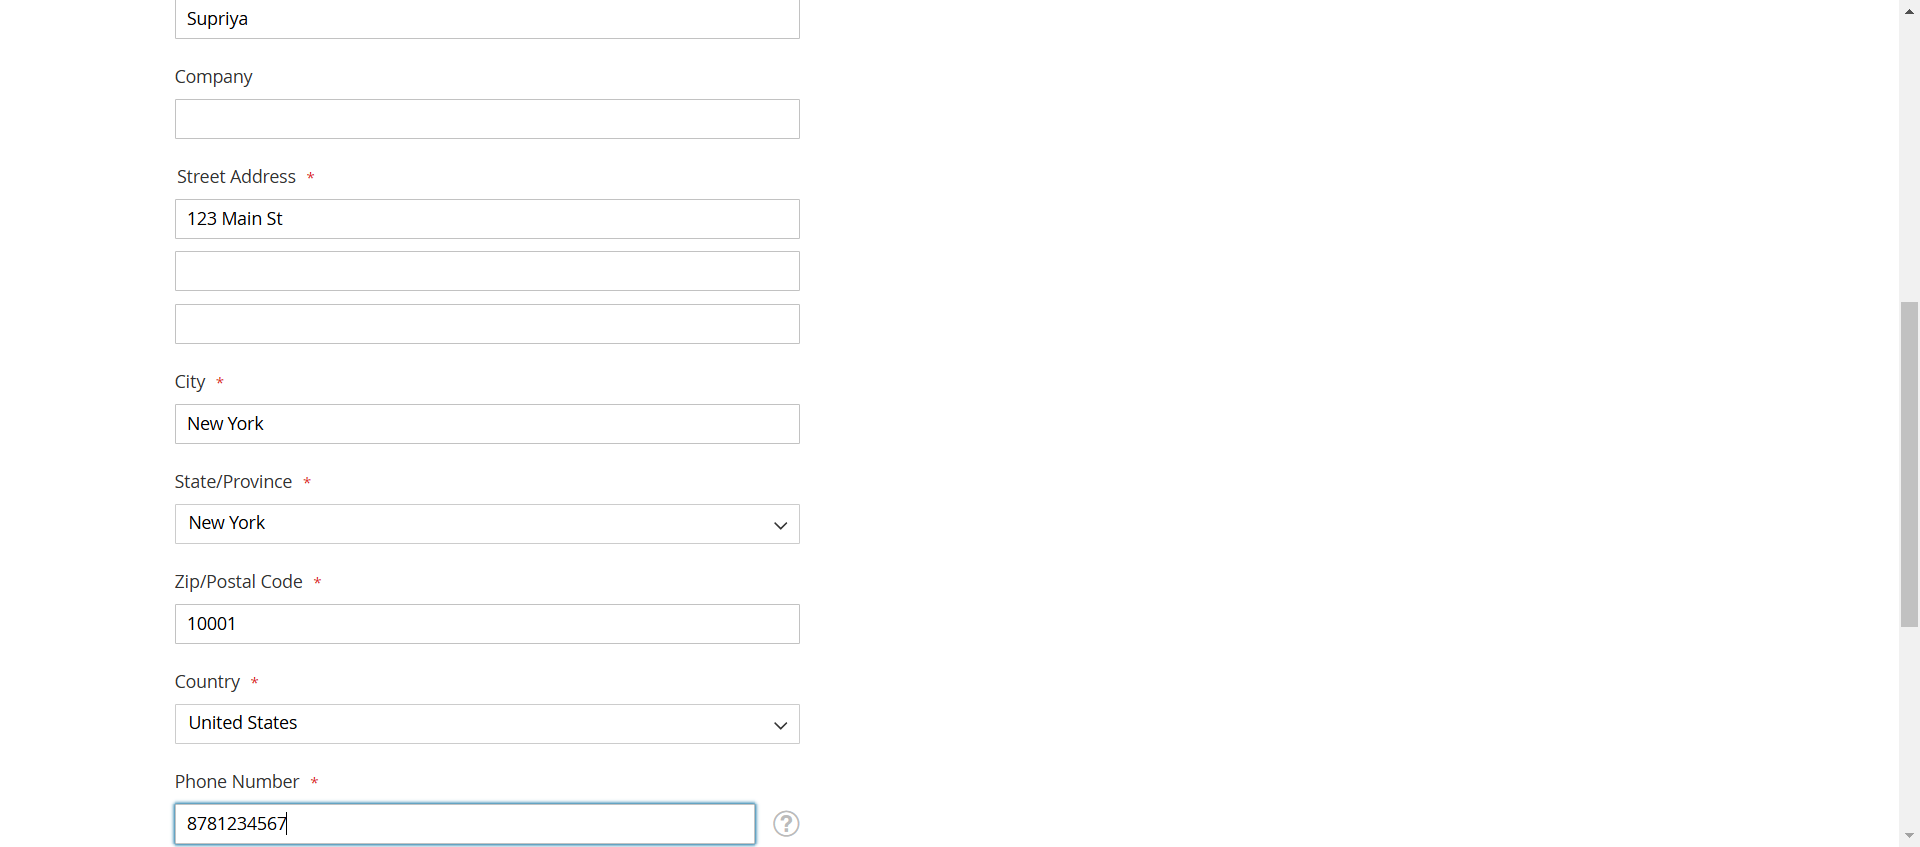 Supriya
Company
Street Address *
123 Main St
City *
New York
State/Province *
New York
Zip/Postal Code *
10001
Country *
United States
Phone Number *
8781234567
?